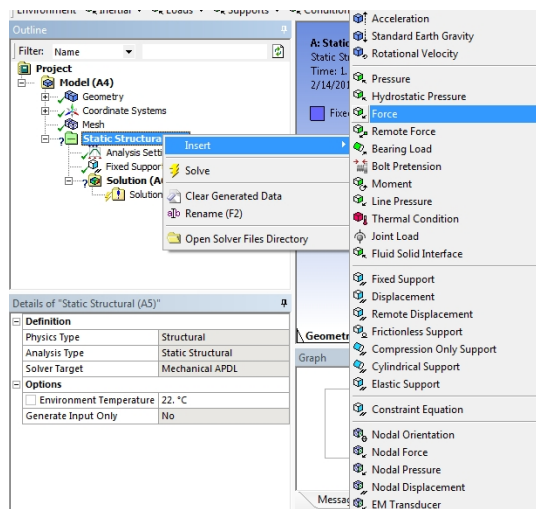 Environment Inertial Loads Supports Condition
Outline
Filter: Name
Project
Model (A4)
Geometry
Coordinate Systems
Mesh
Static Structura
Analysis Setti
Fixed Suppor
Solution (A
Solution
Insert
Solve
Clear Generated Data
Rename (F2)
Open Solver Files Directory
A: Static
Static St
Time: 1.
2/14/201
Fixe
Acceleration
Standard Earth Gravity
Rotational Velocity
Pressure
Hydrostatic Pressure
Force
Remote Force
Bearing Load
Bolt Pretension
Moment
Line Pressure
Thermal Condition
Joint Load
Fluid Solid Interface
Fixed Support
Displacement
Remote Displacement
Frictionless Support
Compression Only Support
Cylindrical Support
Elastic Support
Constraint Equation
Nodal Orientation
Nodal Force
Nodal Pressure
Nodal Displacement
EM Transducer
Details of "Static Structural (A5)"
Definition
Physics Type Structural
Analysis Type Static Structural
Solver Target Mechanical APDL
Options
Environment Temperature 22. °C
Generate Input Only No
Geometr
Graph
Messag